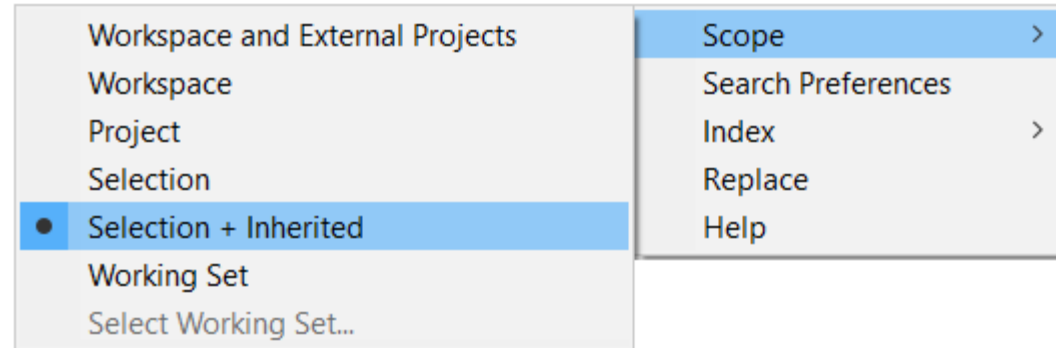 Workspace and External Projects
Workspace
Project
Selection
Selection + Inherited
Working Set
Select Working Set...
Scope
Search Preferences
Index
Replace
Help